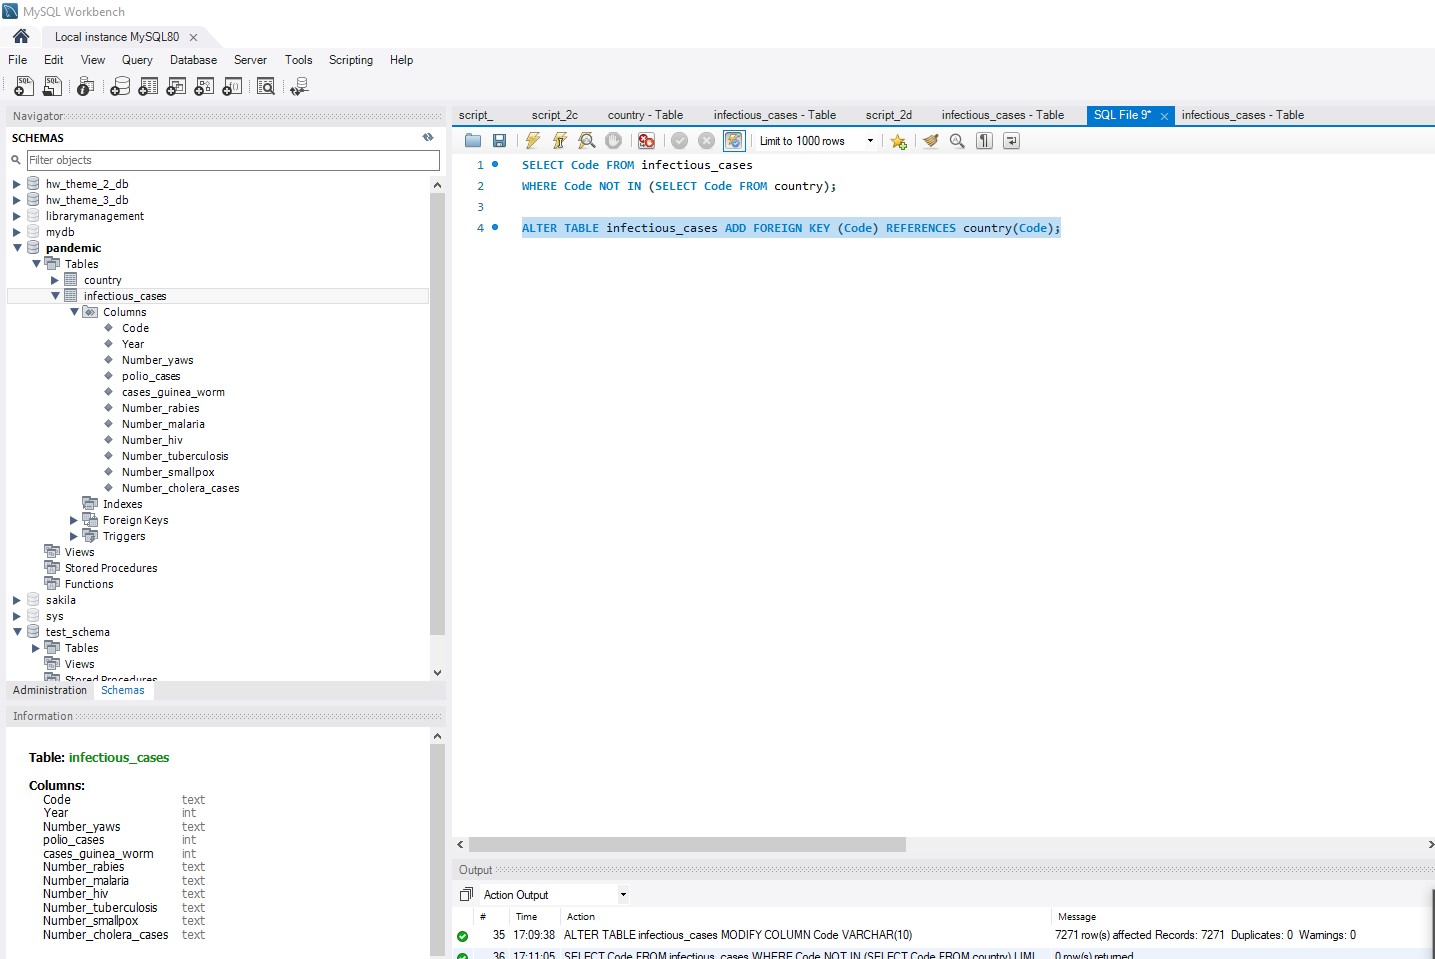 MySQL Workbench
Local instance MySQL80
File Edit View Query Database Server Tools Scripting Help
Navigator
SCHEMAS
Filter objects
hw_theme_2_db
hw_theme_3_db
librarymanagement
mydb
pandemic
Tables
country
infectious_cases
Columns
Code
Year
Number_yaws
polio_cases
cases_guinea_worm
Number_rabies
Number_malaria
Number_hiv
Number_tuberculosis
Number_smallpox
Number_cholera_cases
Indexes
Foreign Keys
Triggers
Views
Stored Procedures
Functions
sakila
sys
test_schema
Tables
Views
Stored Procedures
Administration Schemas
Information
Table: infectious_cases
Columns:
Code text
Year int
Number_yaws text
polio_cases int
cases_guinea_worm int
Number_rabies text
Number_malaria text
Number_hiv text
Number_tuberculosis text
Number_smallpox text
Number_cholera_cases text
script_ script_2c country - Table infectious_cases - Table script_2d infectious_cases - Table SQL File 9* infectious_cases - Table
Limit to 1000 rows
1 SELECT Code FROM infectious_cases
2 WHERE Code NOT IN (SELECT Code FROM country);
3
4 ALTER TABLE infectious_cases ADD FOREIGN KEY (Code) REFERENCES country(Code);
Output
Action Output
# Time Action Message
35 17:09:38 ALTER TABLE infectious_cases MODIFY COLUMN Code VARCHAR(10) 7271 row(s) affected Records: 7271 Duplicates: 0 Warnings: 0
36 17:11:05 SELECT Code FROM infectious_cases WHERE Code NOT IN (SELECT Code FROM country) LIMI... 0 row(s) returned